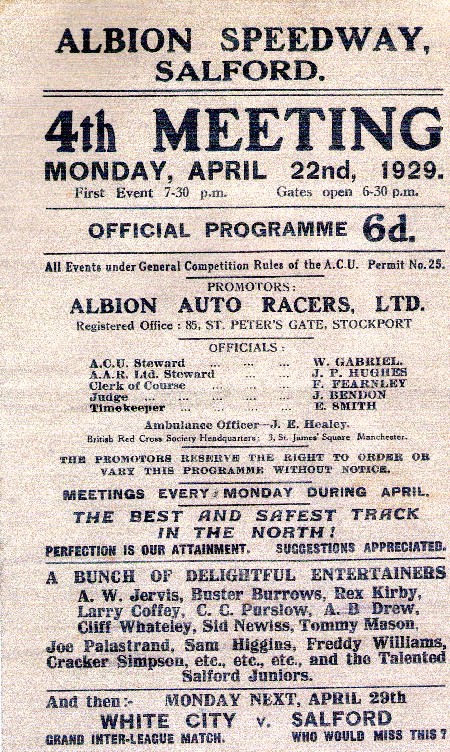 ALBION SPEEDWAY,
SALFORD.
4th MEETING
MONDAY, APRIL 22nd, 1929.
First Event 7-30 p.m. Gates open 6-30 p.m.
OFFICIAL PROGRAMME 6d.
All Events under General Competition Rules of the A.C.U. Permit No. 25.
PROMOTORS:
ALBION AUTO RACERS, LTD.
Registered Office : 85, ST. PETER'S GATE, STOCKPORT
OFFICIALS :
A.C.U. Steward ... ... ... W. GABRIEL.
A.A.R. Ltd. Steward ... ... J. P. HUGHES
Clerk of Course ... ... ... F. FEARNLEY
Judge ... ... ... ... J. BENDON
Timekeeper ... ... ... ... E. SMITH
Ambulance Officer—J. E. Healey.
British Red Cross Society Headquarters: 3, St. James' Square Manchester.
THE PROMOTORS RESERVE THE RIGHT TO ORDER OR
VARY THIS PROGRAMME WITHOUT NOTICE.
MEETINGS EVERY MONDAY DURING APRIL.
THE BEST AND SAFEST TRACK
IN THE NORTH!
PERFECTION IS OUR ATTAINMENT. SUGGESTIONS APPRECIATED.
A BUNCH OF DELIGHTFUL ENTERTAINERS
A. W. Jervis, Buster Burrows, Rex Kirby,
Larry Coffey, C. C. Purslow, A. B Drew,
Cliff Whateley, Sid Newiss, Tommy Mason,
Joe Palastrand, Sam Higgins, Freddy Williams,
Cracker Simpson, etc., etc., etc., and the Talented
Salford Juniors.
And then :- MONDAY NEXT, APRIL 29th
WHITE CITY v. SALFORD
GRAND INTER-LEAGUE MATCH. WHO WOULD MISS THIS ?